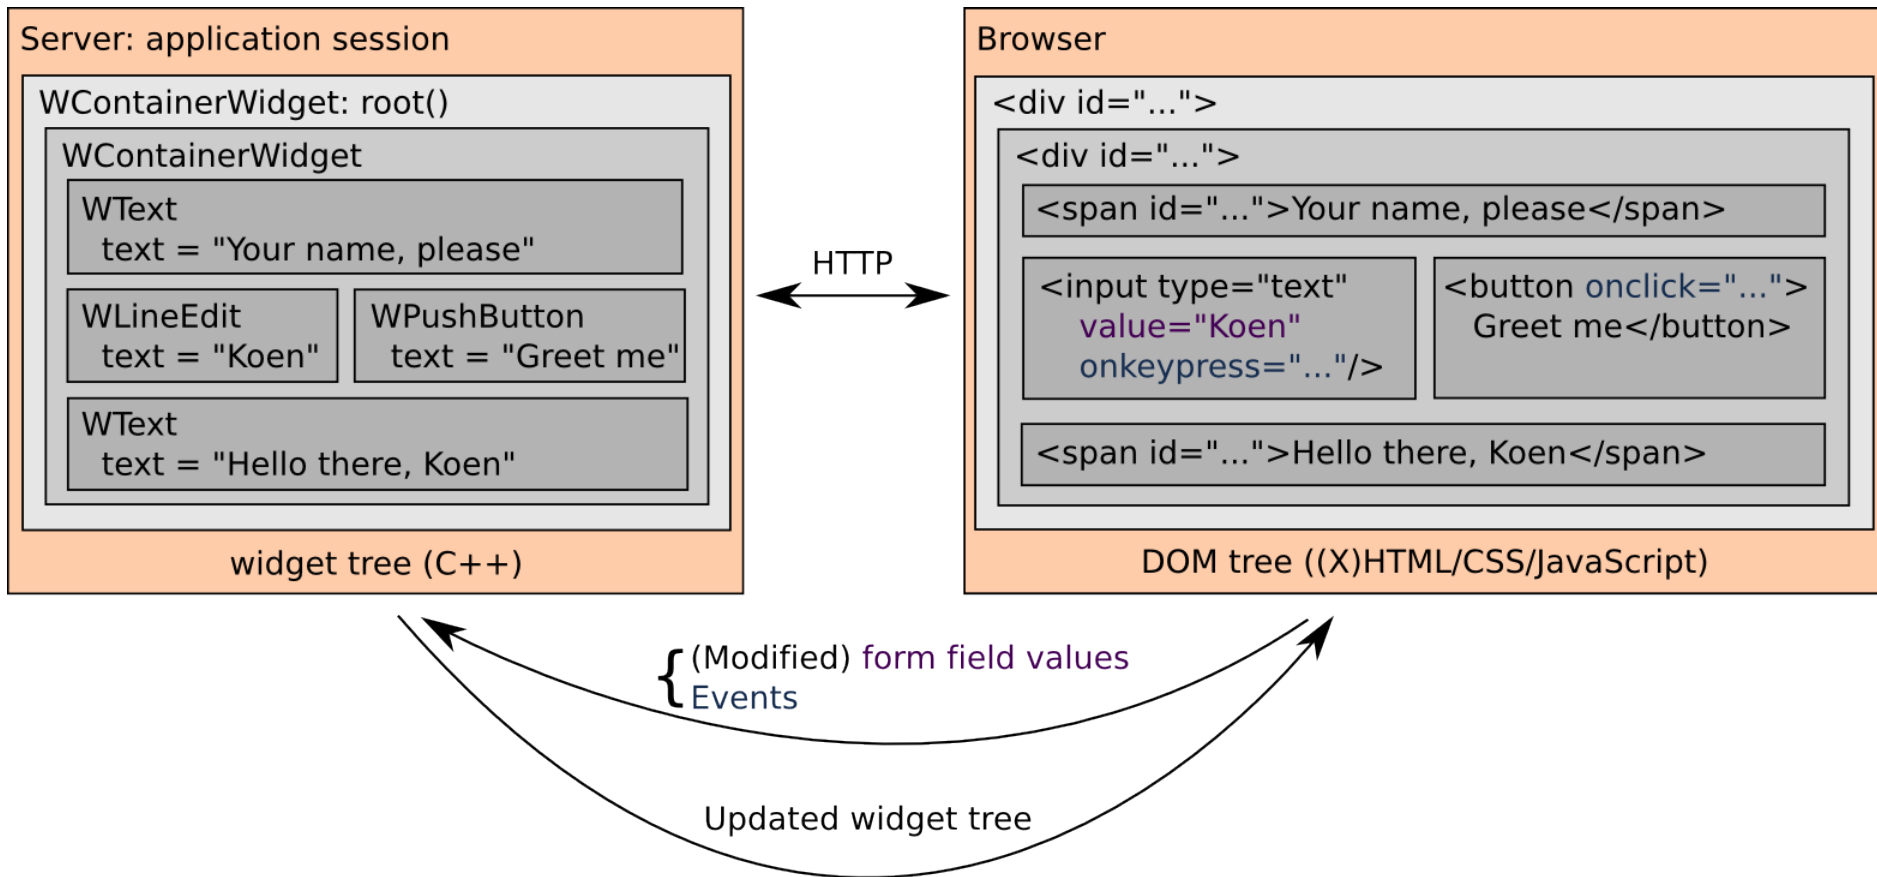 Server: application session
WContainerWidget: root()
WContainerWidget
WText
text = "Your name, please"
WLineEdit
text = "Koen"
WPushButton
text = "Greet me"
WText
text = "Hello there, Koen"
widget tree (C++)
HTTP
Browser
<div id="...">
<div id="...">
<span id="...">Your name, please</span>
<input type="text"
value="Koen"
onkeypress="..."/>
<button onclick="...">
Greet me</button>
<span id="...">Hello there, Koen</span>
DOM tree ((X)HTML/CSS/JavaScript)
{ (Modified) form field values
Events
Updated widget tree